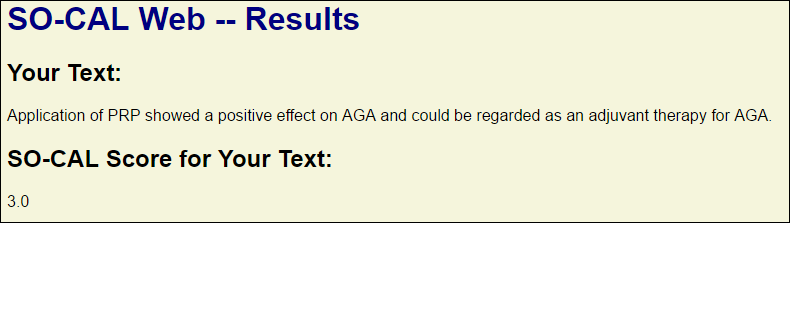 SO-CAL Web -- Results
Your Text:
Application of PRP showed a positive effect on AGA and could be regarded as an adjuvant therapy for AGA.
SO-CAL Score for Your Text:
3.0